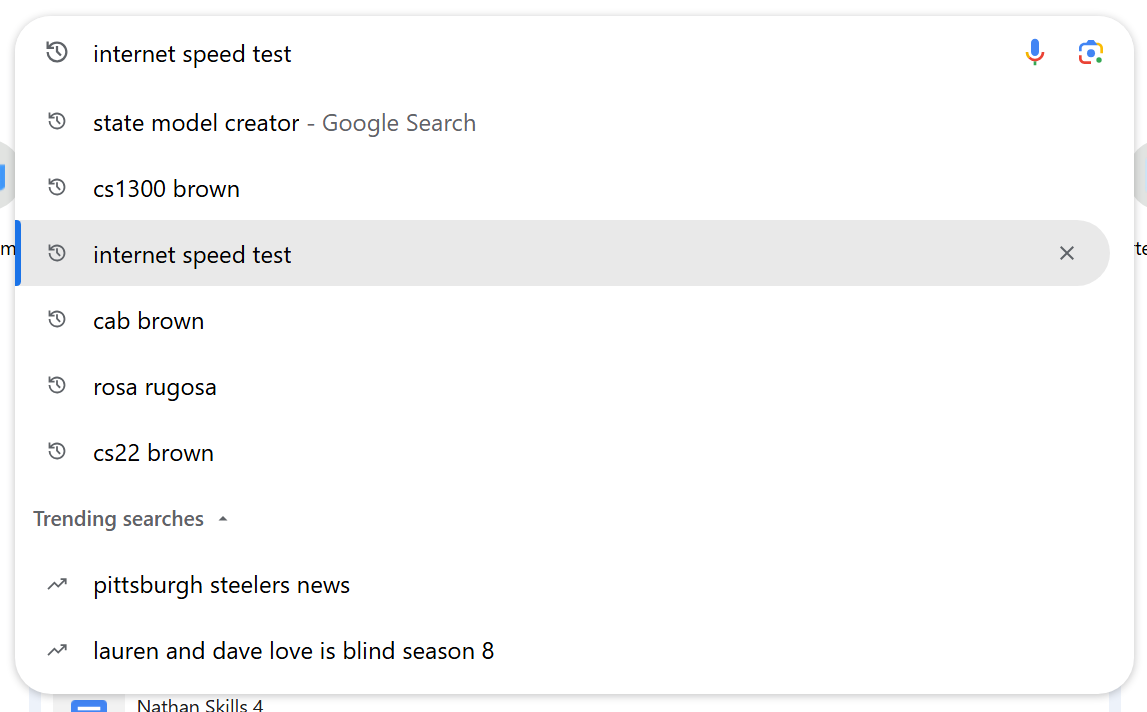 internet speed test
state model creator - Google Search
cs1300 brown
internet speed test
cab brown
rosa rugosa
cs22 brown
Trending searches
pittsburgh steelers news
lauren and dave love is blind season 8
Nathan Skills 4